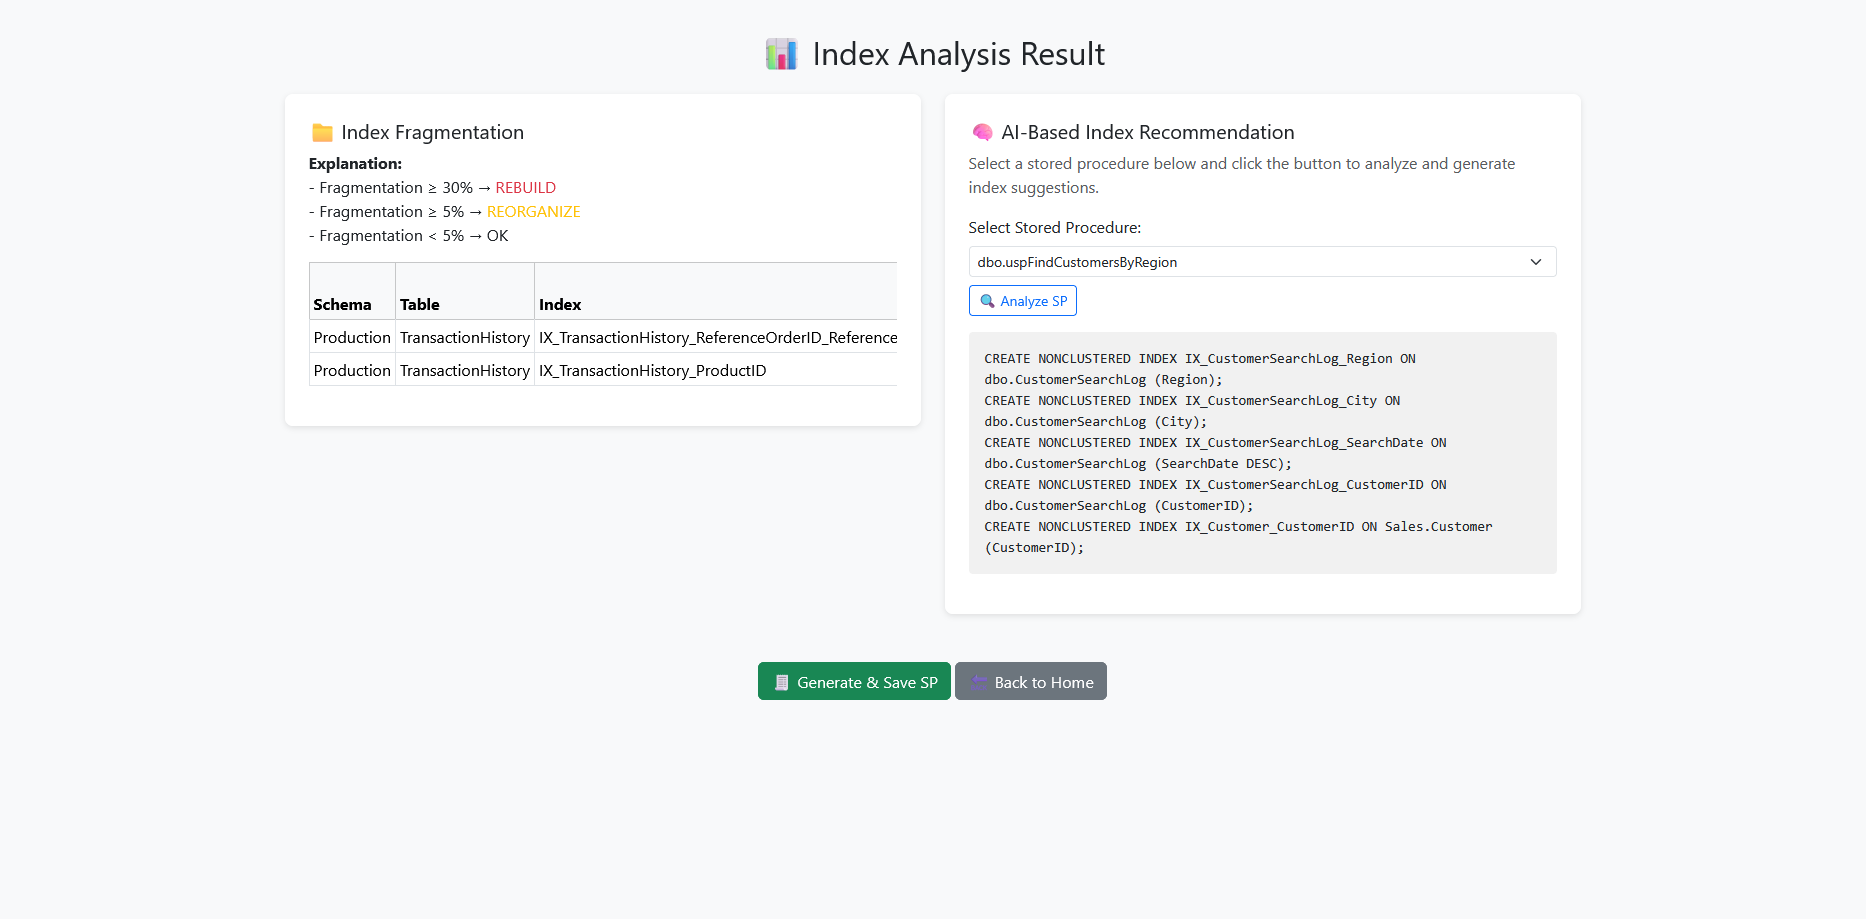 Index Analysis Result
Index Fragmentation
Explanation:
- Fragmentation ≥ 30% → REBUILD
- Fragmentation ≥ 5% → REORGANIZE
- Fragmentation < 5% → OK
Schema Table Index
Production TransactionHistory IX_TransactionHistory_ReferenceOrderID_Reference
Production TransactionHistory IX_TransactionHistory_ProductID
AI-Based Index Recommendation
Select a stored procedure below and click the button to analyze and generate
index suggestions.
Select Stored Procedure:
dbo.uspFindCustomersByRegion
Analyze SP
CREATE NONCLUSTERED INDEX IX_CustomerSearchLog_Region ON
dbo.CustomerSearchLog (Region);
CREATE NONCLUSTERED INDEX IX_CustomerSearchLog_City ON
dbo.CustomerSearchLog (City);
CREATE NONCLUSTERED INDEX IX_CustomerSearchLog_SearchDate ON
dbo.CustomerSearchLog (SearchDate DESC);
CREATE NONCLUSTERED INDEX IX_CustomerSearchLog_CustomerID ON
dbo.CustomerSearchLog (CustomerID);
CREATE NONCLUSTERED INDEX IX_Customer_CustomerID ON Sales.Customer
(CustomerID);
Generate & Save SP
Back to Home